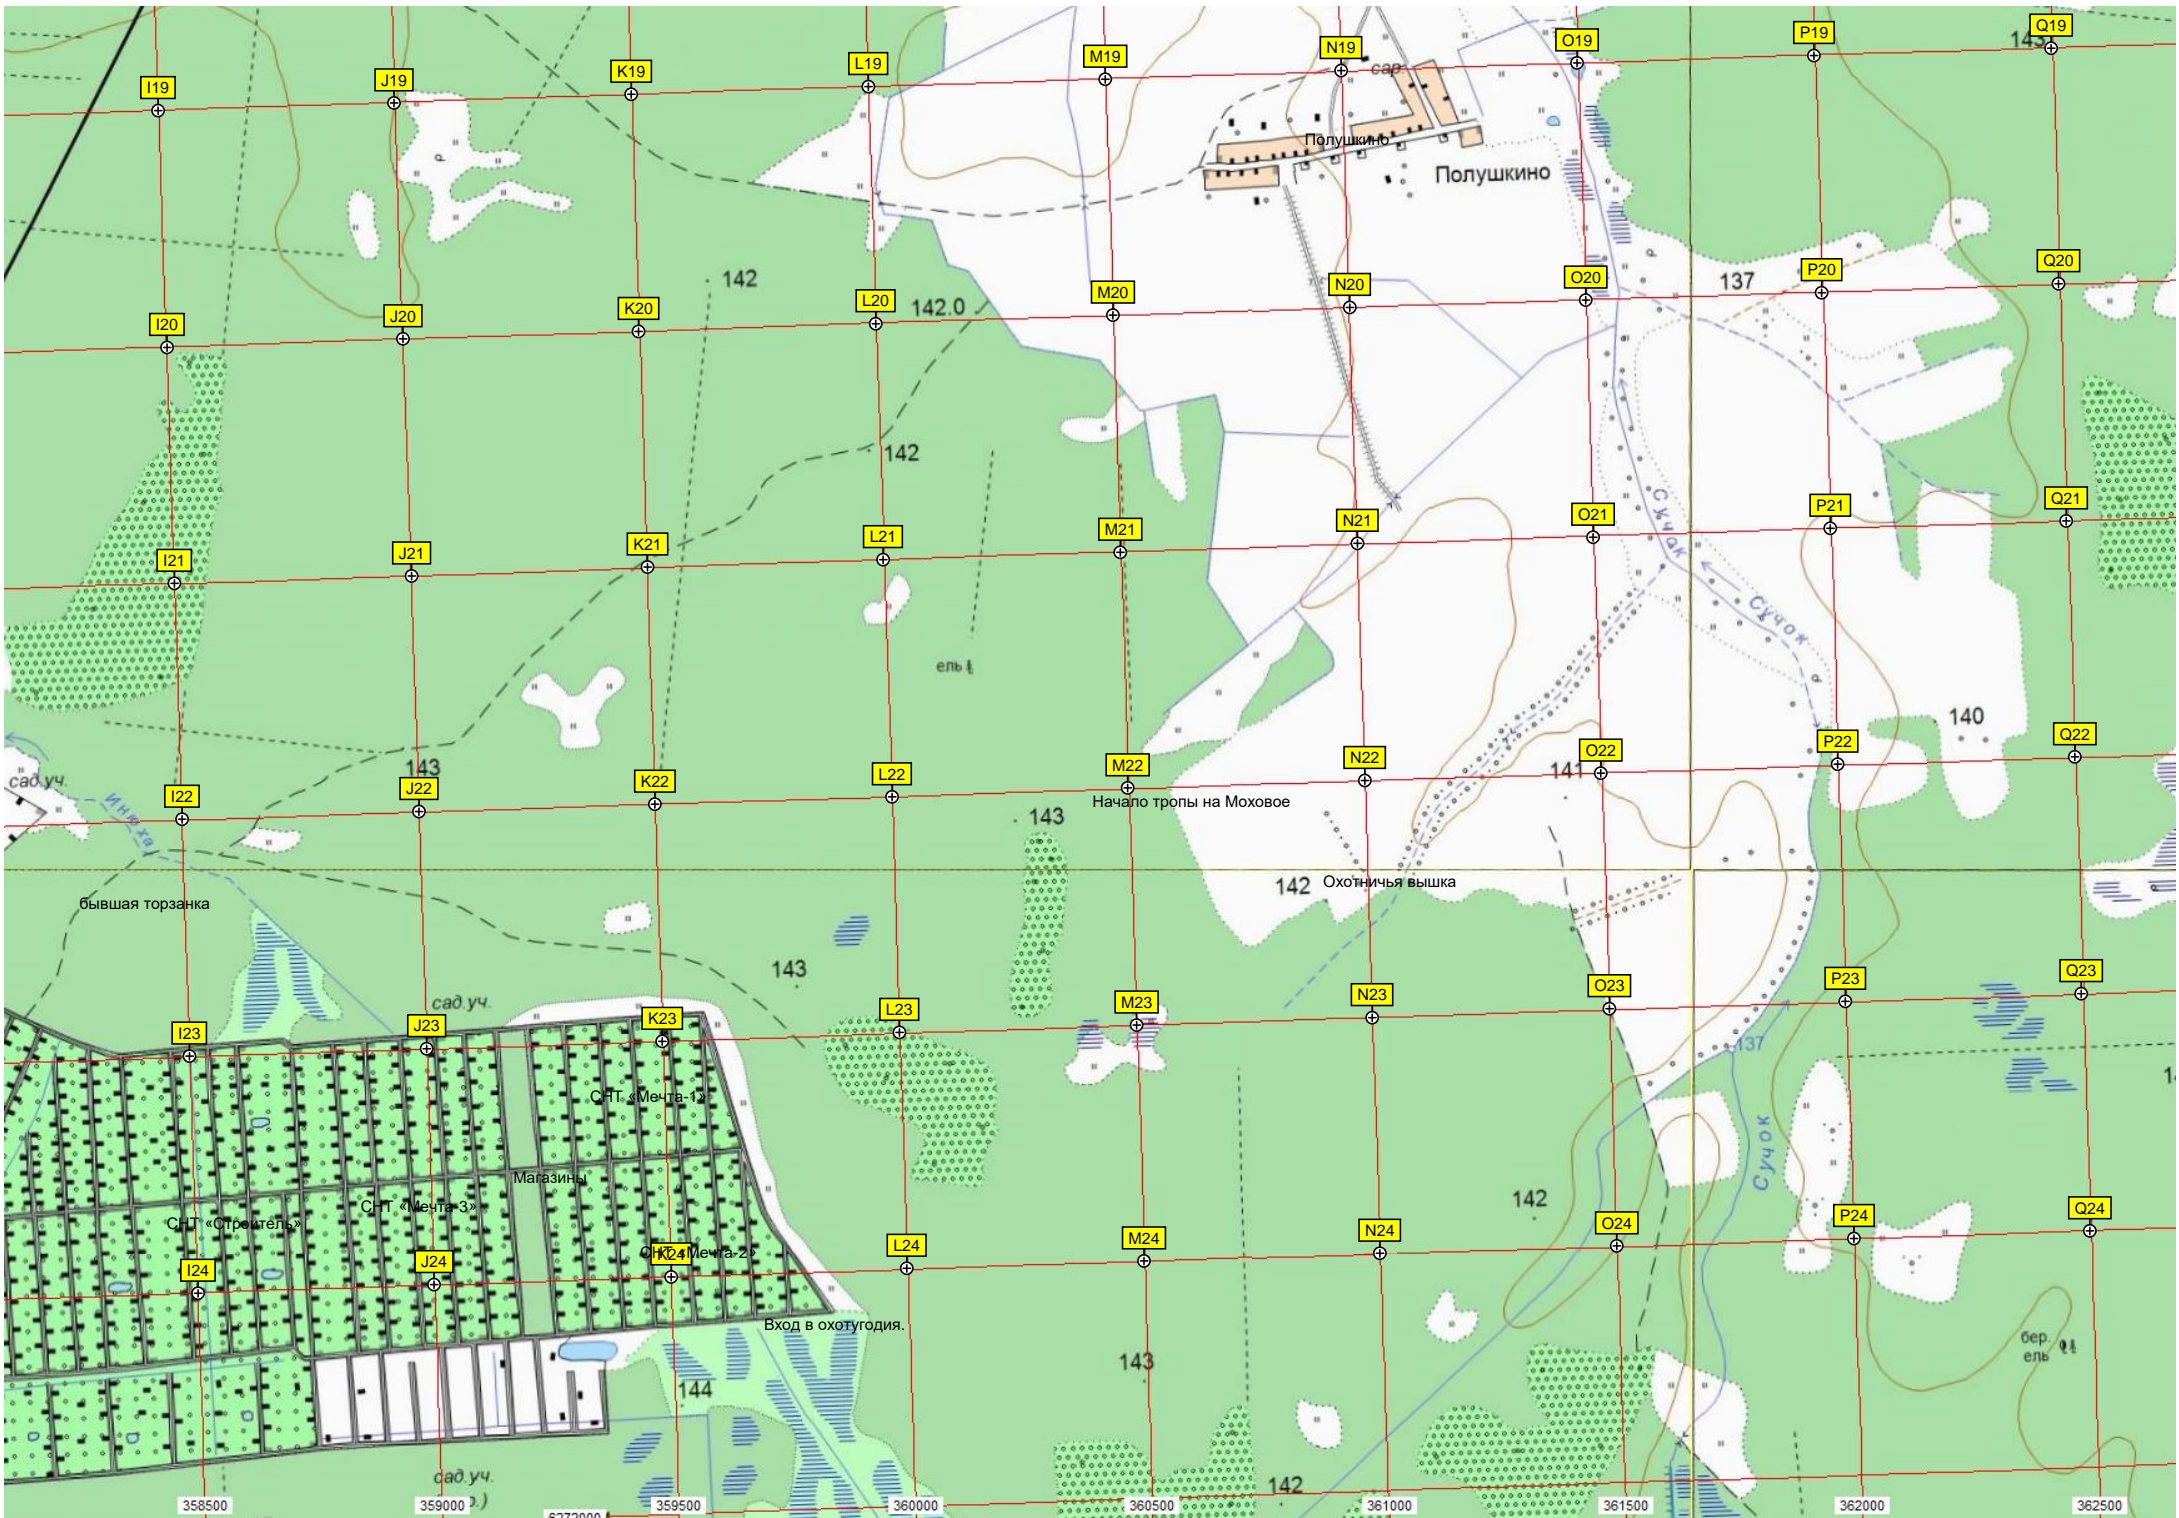 Q19
P19
143
O19
N19
M19
L19
K19
J19
I19
сар.
Полушкино
Полушкино
142
137
Q20
P20
O20
N20
M20
L20
142.0
K20
J20
I20
142
Q21
P21
O21
N21
M21
L21
K21
J21
I21
Сучок
Сучок
ель
140
Q22
P22
O22
141
N22
M22
L22
K22
143
J22
I22
сад.уч.
Инюха
Начало тропы на Моховое
143
142
Охотничья вышка
бывшая торзанка
143
сад.уч.
Q23
P23
O23
N23
M23
L23
K23
J23
I23
137
СНТ «Мечта-1»
Сучок
Магазины
СНТ «Мечта-3»
СНТ «Строитель»
142
Q24
P24
O24
N24
M24
L24
K24
СНТ «Мечта-2»
J24
I24
Вход в охотугодия.
бер.
ель
143
144
сад.уч.
142
358500
359000
359500
360000
360500
361000
361500
362000
362500
6272000